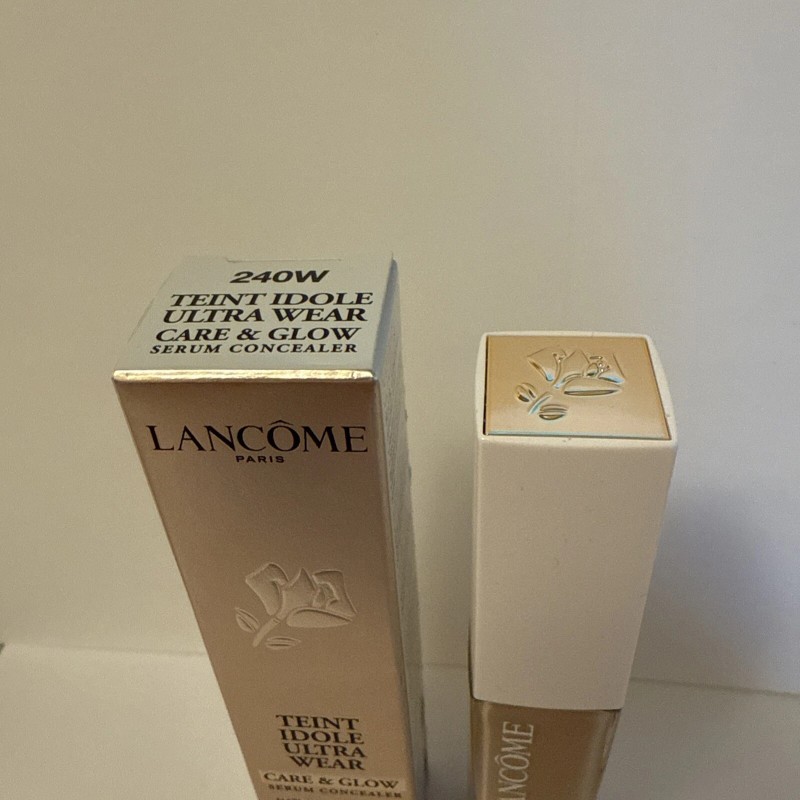 240W
TEINT IDOLE
ULTRA WEAR
CARE & GLOW
SERUM CONCEALER
LANCÔME
PARIS
TEINT
IDOLE
ULTRA
WEAR
CARE & GLOW
SERUM CONCEALER
ANCÔME